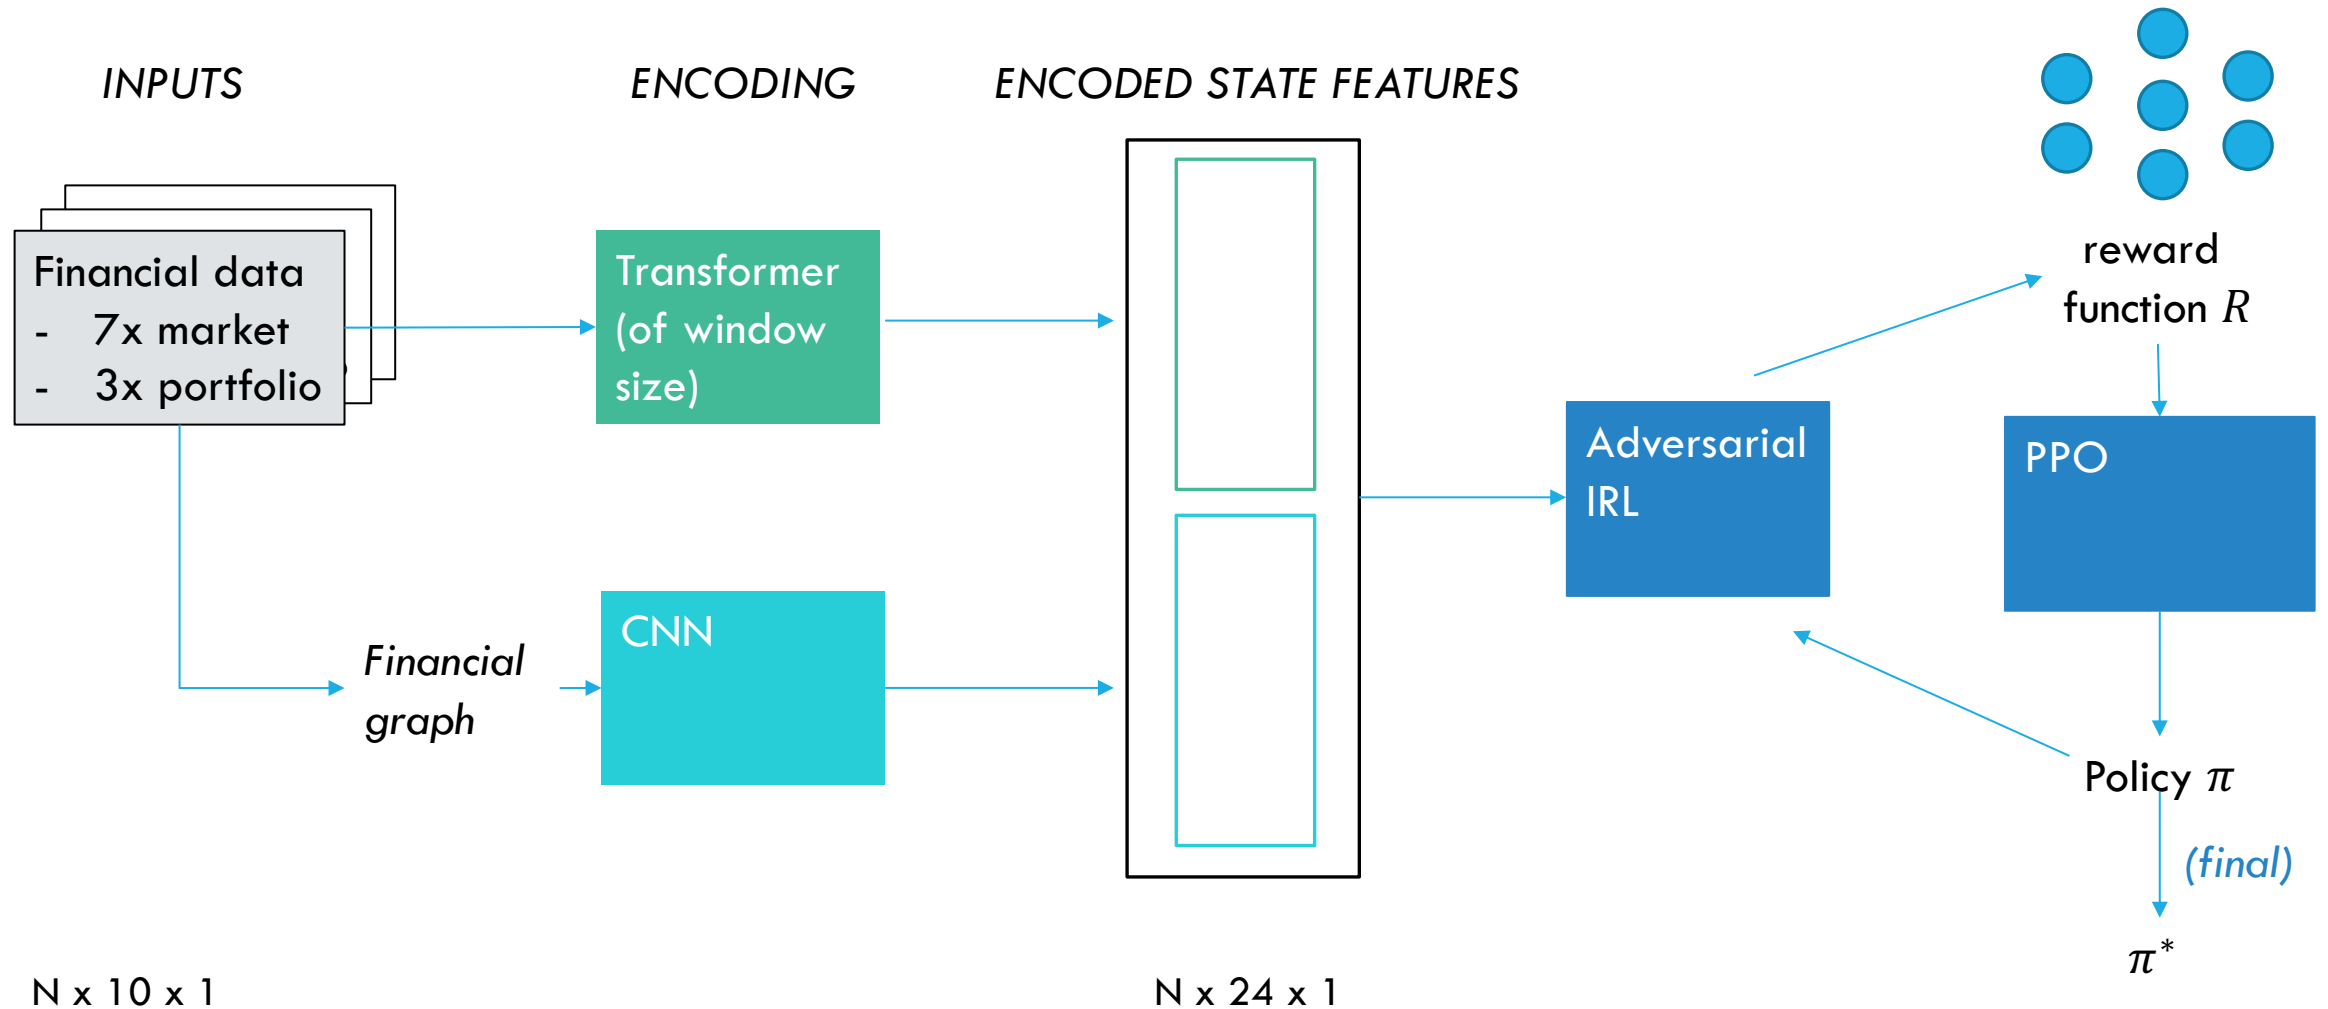 INPUTS
ENCODING
ENCODED STATE FEATURES
Financial data
- 7x market
- 3x portfolio
Transformer
(of window
size)
Financial
graph
CNN
Adversarial
IRL
reward
function R
PPO
Policy π
(final)
π*
N x 10 x 1
N x 24 x 1